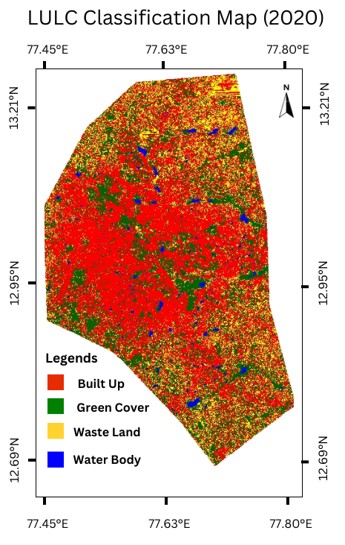 LULC Classification Map (2020)
77.45°E 77.63°E 77.80°E
13.21°N 13.21°N
N
12.95°N 12.95°N
Legends
Built Up
Green Cover
Waste Land
Water Body
12.69°N 12.69°N
77.45°E 77.63°E 77.80°E